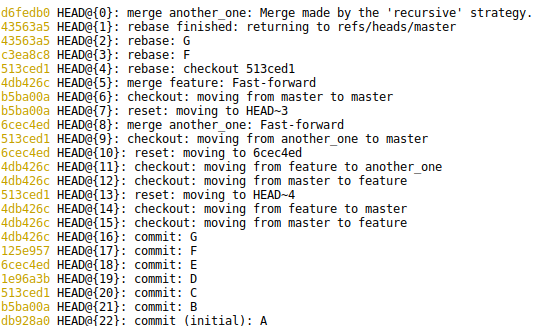 d6fedb0 HEAD@{0}: merge another_one: Merge made by the 'recursive' strategy.
43563a5 HEAD@{1}: rebase finished: returning to refs/heads/master
43563a5 HEAD@{2}: rebase: G
c3ea8c8 HEAD@{3}: rebase: F
513ced1 HEAD@{4}: rebase: checkout 513ced1
4db426c HEAD@{5}: merge feature: Fast-forward
b5ba00a HEAD@{6}: checkout: moving from master to master
b5ba00a HEAD@{7}: reset: moving to HEAD~3
6cec4ed HEAD@{8}: merge another_one: Fast-forward
513ced1 HEAD@{9}: checkout: moving from another_one to master
6cec4ed HEAD@{10}: reset: moving to 6cec4ed
4db426c HEAD@{11}: checkout: moving from feature to another_one
4db426c HEAD@{12}: checkout: moving from master to feature
513ced1 HEAD@{13}: reset: moving to HEAD~4
4db426c HEAD@{14}: checkout: moving from feature to master
4db426c HEAD@{15}: checkout: moving from master to feature
4db426c HEAD@{16}: commit: G
125e957 HEAD@{17}: commit: F
6cec4ed HEAD@{18}: commit: E
1e96a3b HEAD@{19}: commit: D
513ced1 HEAD@{20}: commit: C
b5ba00a HEAD@{21}: commit: B
db928a0 HEAD@{22}: commit (initial): A